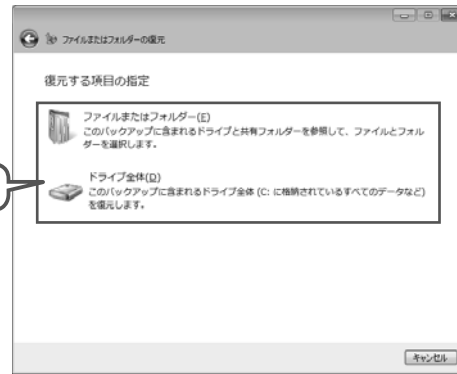 ファイルまたはフォルダーの復元
復元する項目の指定
ファイルまたはフォルダー(E)
このバックアップに含まれるドライブと共有フォルダーを参照して、ファイルとフォル
ダーを選択します。
ドライブ全体(D)
このバックアップに含まれるドライブ全体 (C: に格納されているすべてのデータなど)
を復元します。
キャンセル